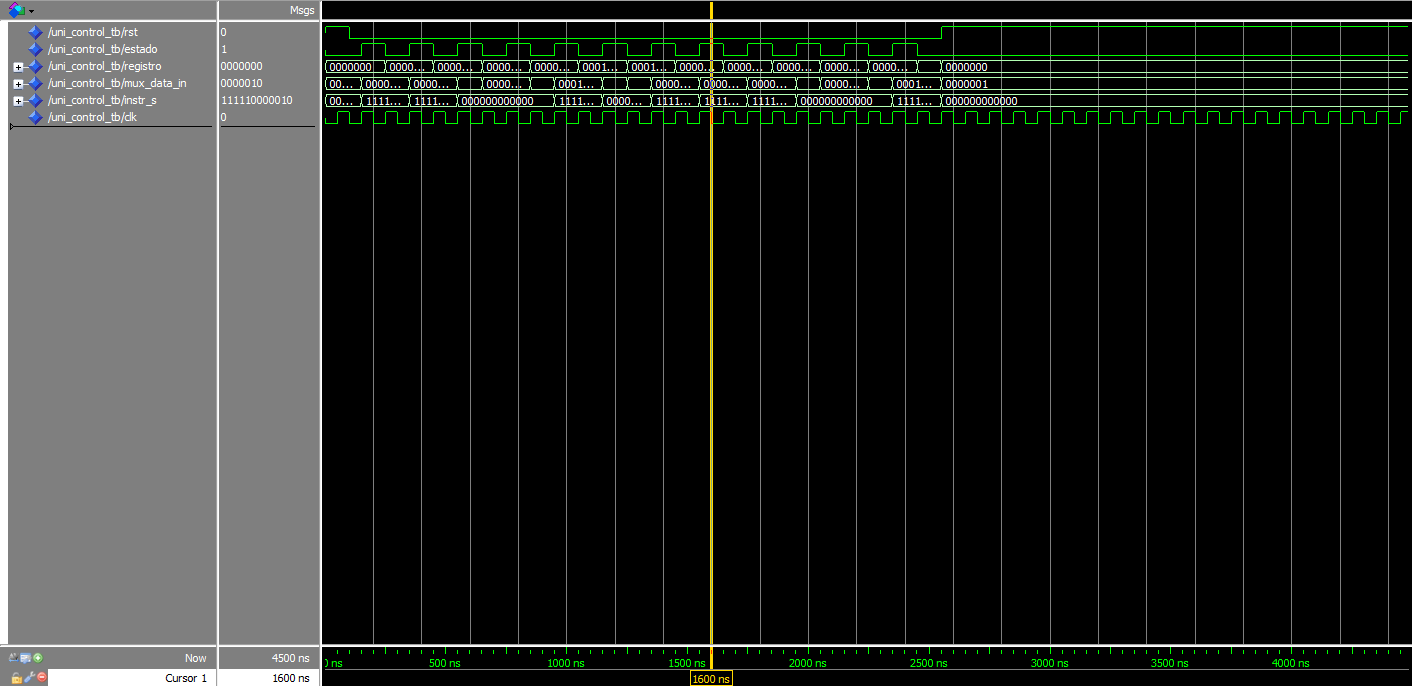 Msgs
/uni_control_tb/rst 0
/uni_control_tb/estado 1
/uni_control_tb/registro 0000000 0000000 0000... 0000... 0000... 0000... 0001... 0001... 0000... 0000... 0000... 0000... 0000... 0000000
/uni_control_tb/mux_data_in 0000010 00... 0000... 0000... 0000... 0001... 0000... 0000... 0000... 0000... 0001... 0000001
/uni_control_tb/instr_s 111110000010 00... 1111... 1111... 000000000000 1111... 0000... 1111... 1111... 1111... 000000000000 1111... 000000000000
/uni_control_tb/clk 0
Now 4500 ns
ns 500 ns 1000 ns 1500 ns 2000 ns 2500 ns 3000 ns 3500 ns 4000 ns
Cursor 1 1600 ns 1600 ns